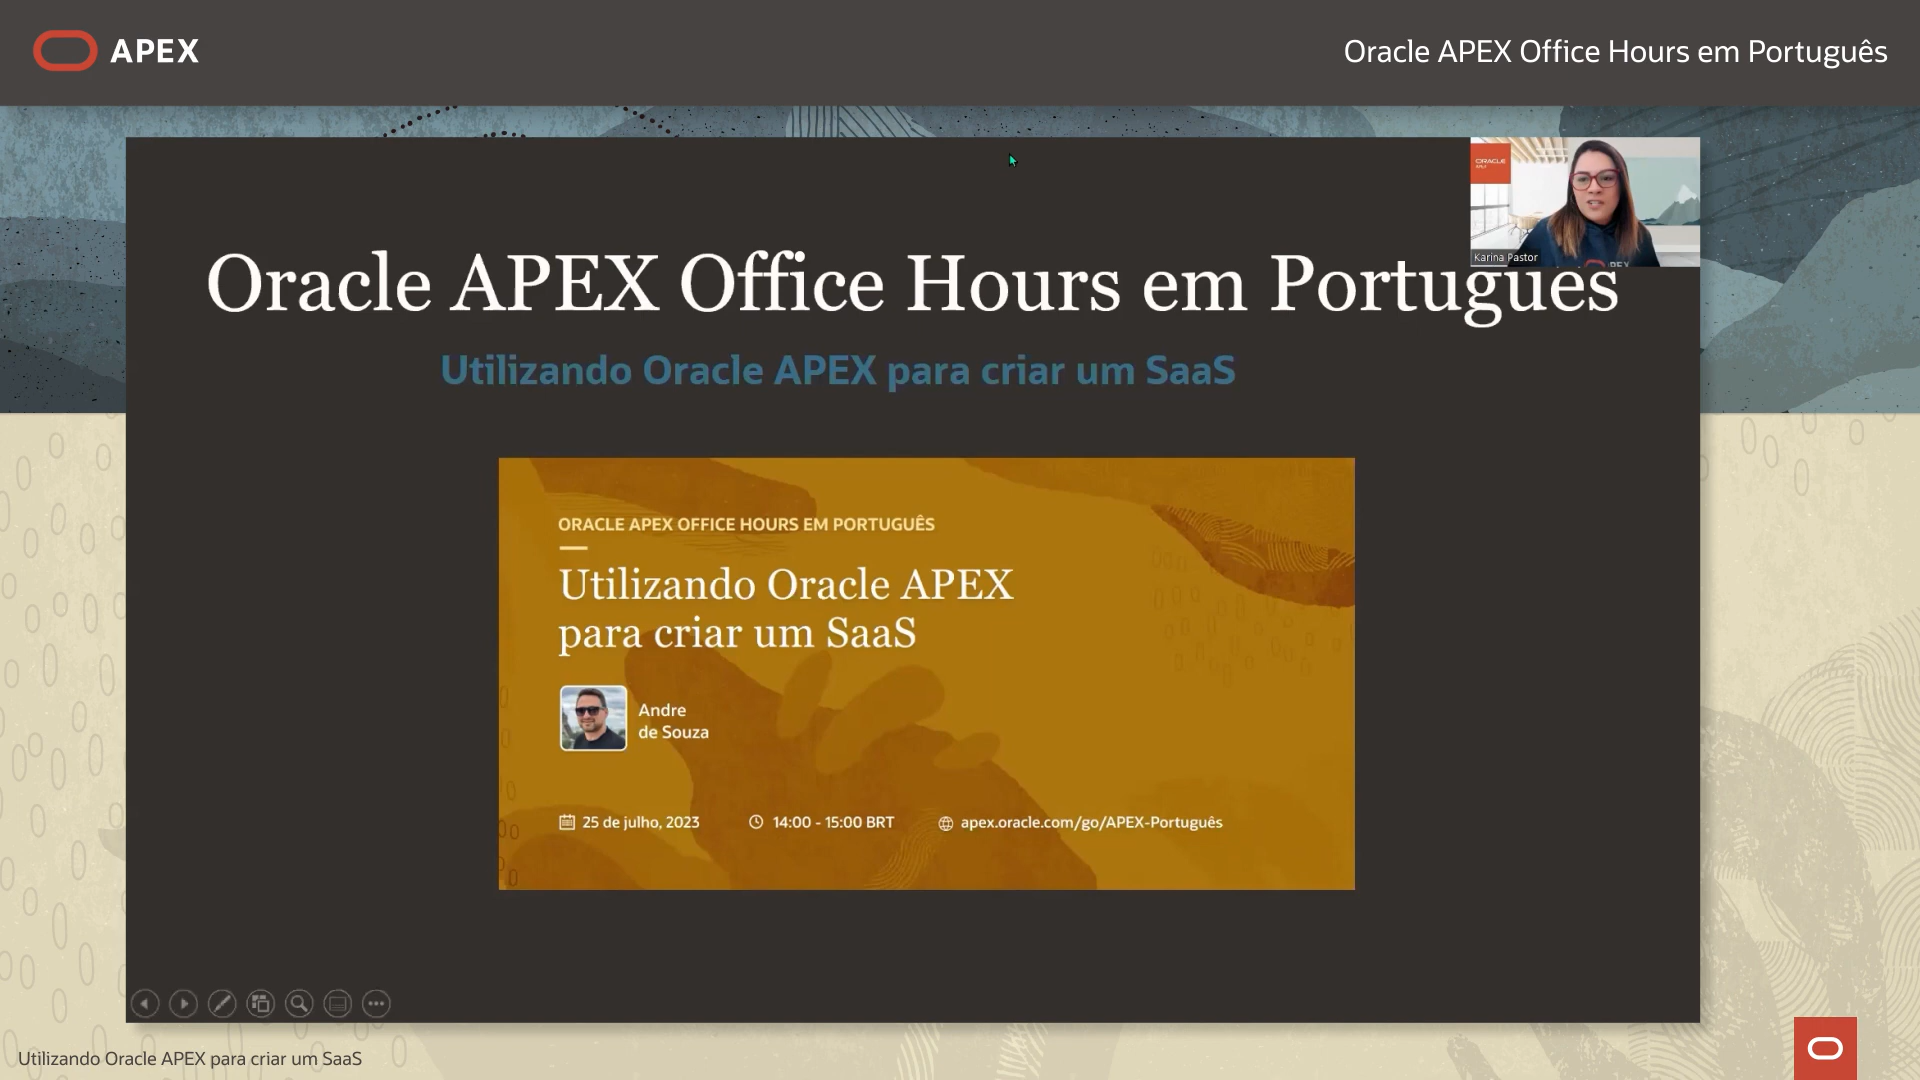 APEX
Oracle APEX Office Hours em Português
ORACLE
Karina Pastor
Oracle APEX Office Hours em Português
Utilizando Oracle APEX para criar um SaaS
ORACLE APEX OFFICE HOURS EM PORTUGUÊS
Utilizando Oracle APEX
para criar um SaaS
Andre
de Souza
25 de julho, 2023
14:00 - 15:00 BRT
apex.oracle.com/go/APEX-Português
Utilizando Oracle APEX para criar um SaaS